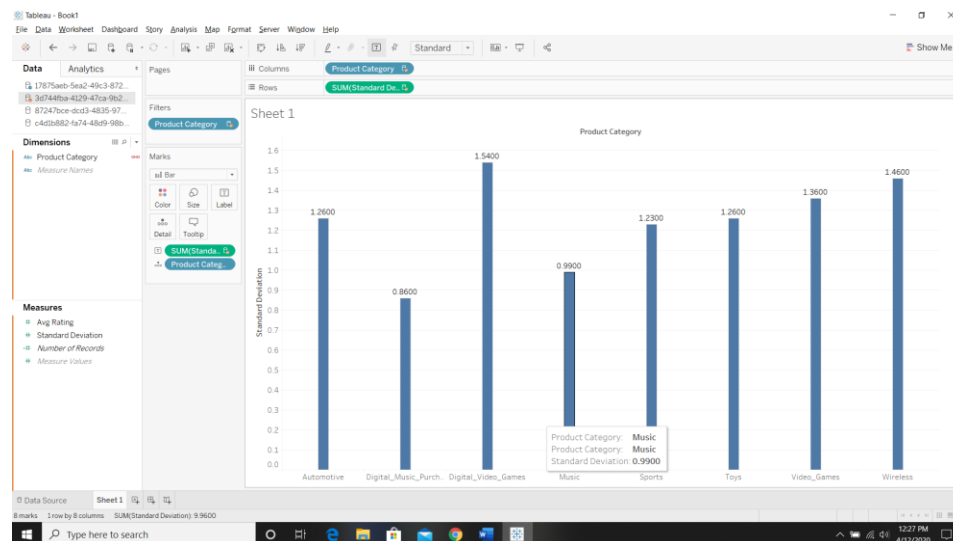 Tableau - Book1
File Data Worksheet Dashboard Story Analysis Map Format Server Window Help
Standard
Show Me
Data Analytics
17875aeb-5ea2-49c3-872...
3d744fba-4129-47ca-9b2...
87247bce-dcd3-4835-97...
c4d1b882-fa74-48d9-98b...
Dimensions
Abc Product Category
Abc Measure Names
Measures
Avg Rating
Standard Deviation
Number of Records
Measure Values
Pages
Filters
Product Category
Marks
Bar
Color Size Label
Detail Tooltip
SUM(Standa..
Product Categ..
Columns Product Category
Rows SUM(Standard De..
Sheet 1
Product Category
Standard Deviation
1.6
1.5
1.4
1.3
1.2
1.1
1.0
0.9
0.8
0.7
0.6
0.5
0.4
0.3
0.2
0.1
0.0
1.2600
0.8600
1.5400
0.9900
1.2300
1.2600
1.3600
1.4600
Product Category: Music
Product Category: Music
Standard Deviation: 0.9900
Automotive Digital_Music_Purch.. Digital_Video_Games Music Sports Toys Video_Games Wireless
Data Source Sheet 1
8 marks 1 row by 8 columns SUM(Standard Deviation): 9.9600
Type here to search
12:27 PM